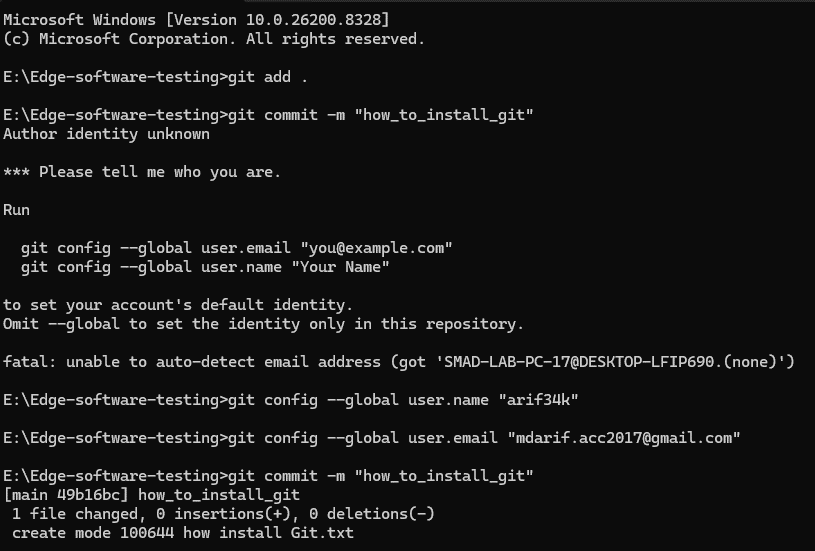 Microsoft Windows [Version 10.0.26200.8328]
(c) Microsoft Corporation. All rights reserved.
E:\Edge-software-testing>git add .
E:\Edge-software-testing>git commit -m "how_to_install_git"
Author identity unknown
*** Please tell me who you are.
Run
git config --global user.email "you@example.com"
git config --global user.name "Your Name"
to set your account's default identity.
Omit --global to set the identity only in this repository.
fatal: unable to auto-detect email address (got 'SMAD-LAB-PC-17@DESKTOP-LFIP690.(none)')
E:\Edge-software-testing>git config --global user.name "arif34k"
E:\Edge-software-testing>git config --global user.email "mdarif.acc2017@gmail.com"
E:\Edge-software-testing>git commit -m "how_to_install_git"
[main 49b16bc] how_to_install_git
1 file changed, 0 insertions(+), 0 deletions(-)
create mode 100644 how install Git.txt